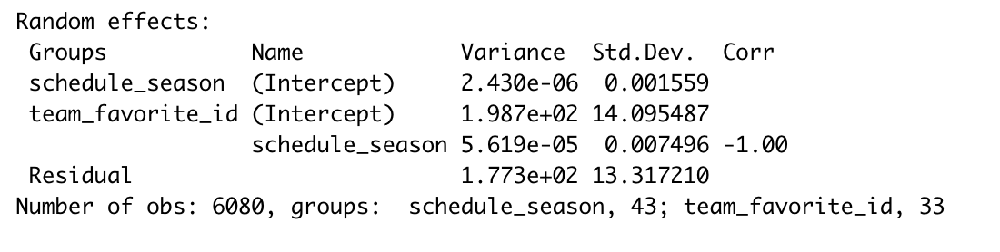 Random effects:
Groups Name Variance Std.Dev. Corr
schedule_season (Intercept) 2.430e-06 0.001559
team_favorite_id (Intercept) 1.987e+02 14.095487
schedule_season 5.619e-05 0.007496 -1.00
Residual 1.773e+02 13.317210
Number of obs: 6080, groups: schedule_season, 43; team_favorite_id, 33